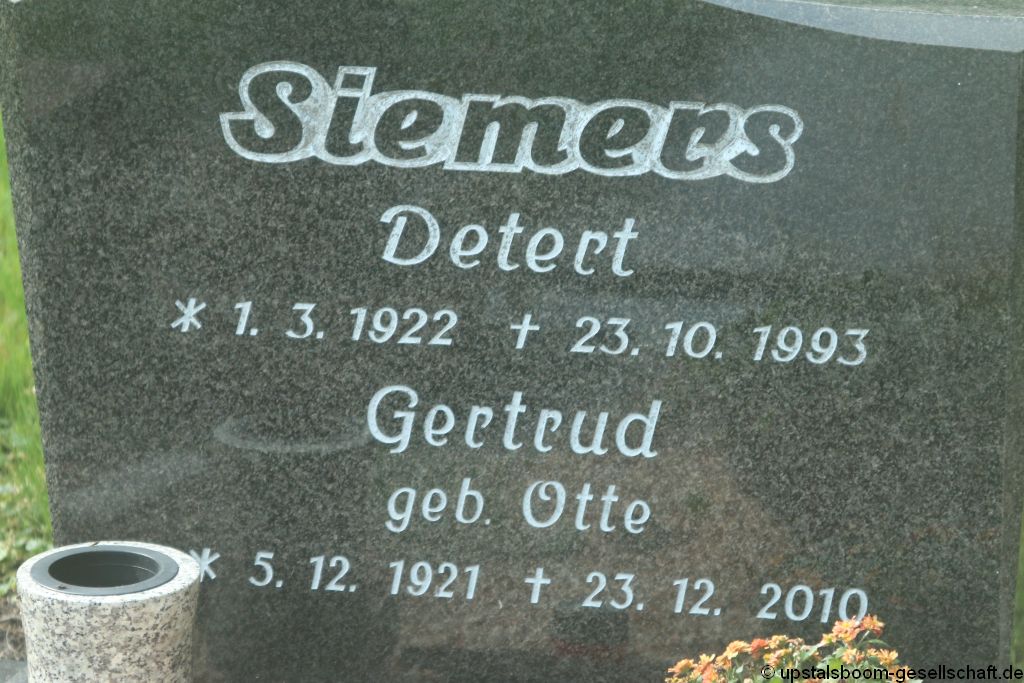 Siemers
Detert
* 1. 3. 1922 † 23. 10. 1993
Gertrud
geb. Otte
* 5. 12. 1921 † 23. 12. 2010
© upstalsboom-gesellschaft.de